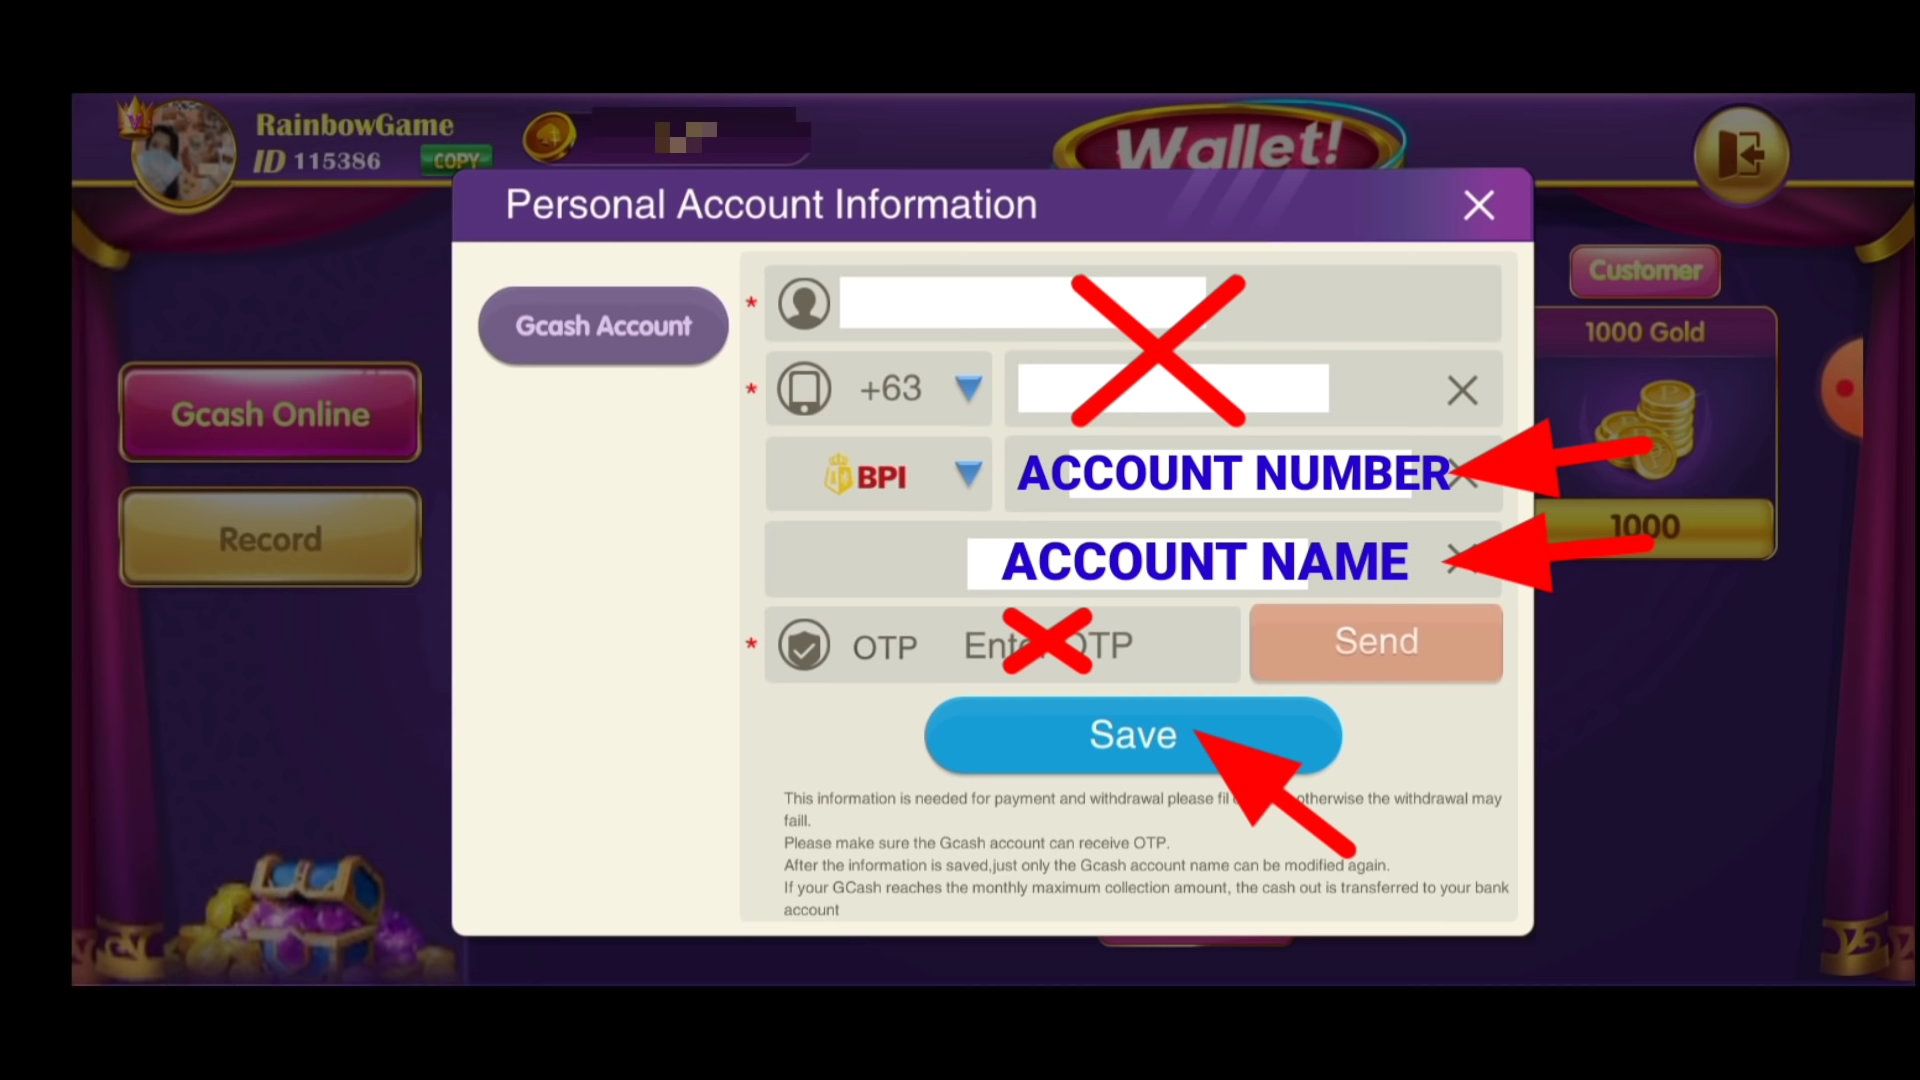 RainbowGame
ID 115386
COPY
Wallet!
Personal Account Information
Customer
Gcash Account
1000 Gold
* +63
Gcash Online
BPI
ACCOUNT NUMBER
1000
Record
ACCOUNT NAME
* OTP
Send
Save
This information is needed for payment and withdrawal please fil otherwise the withdrawal may
faill.
Please make sure the Gcash account can receive OTP.
After the information is saved,just only the Gcash account name can be modified again.
If your GCash reaches the monthly maximum collection amount, the cash out is transferred to your bank
account